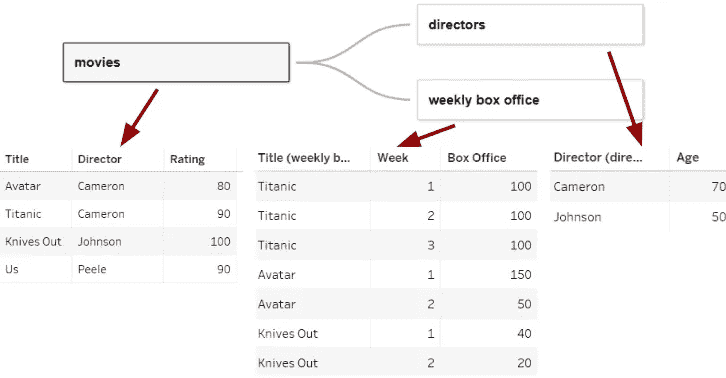 directors
movies
weekly box office
Title Director Rating
Avatar Cameron 80
Titanic Cameron 90
Knives Out Johnson 100
Us Peele 90
Title (weekly b... Week Box Office
Titanic 1 100
Titanic 2 100
Titanic 3 100
Avatar 1 150
Avatar 2 50
Knives Out 1 40
Knives Out 2 20
Director (dire... Age
Cameron 70
Johnson 50